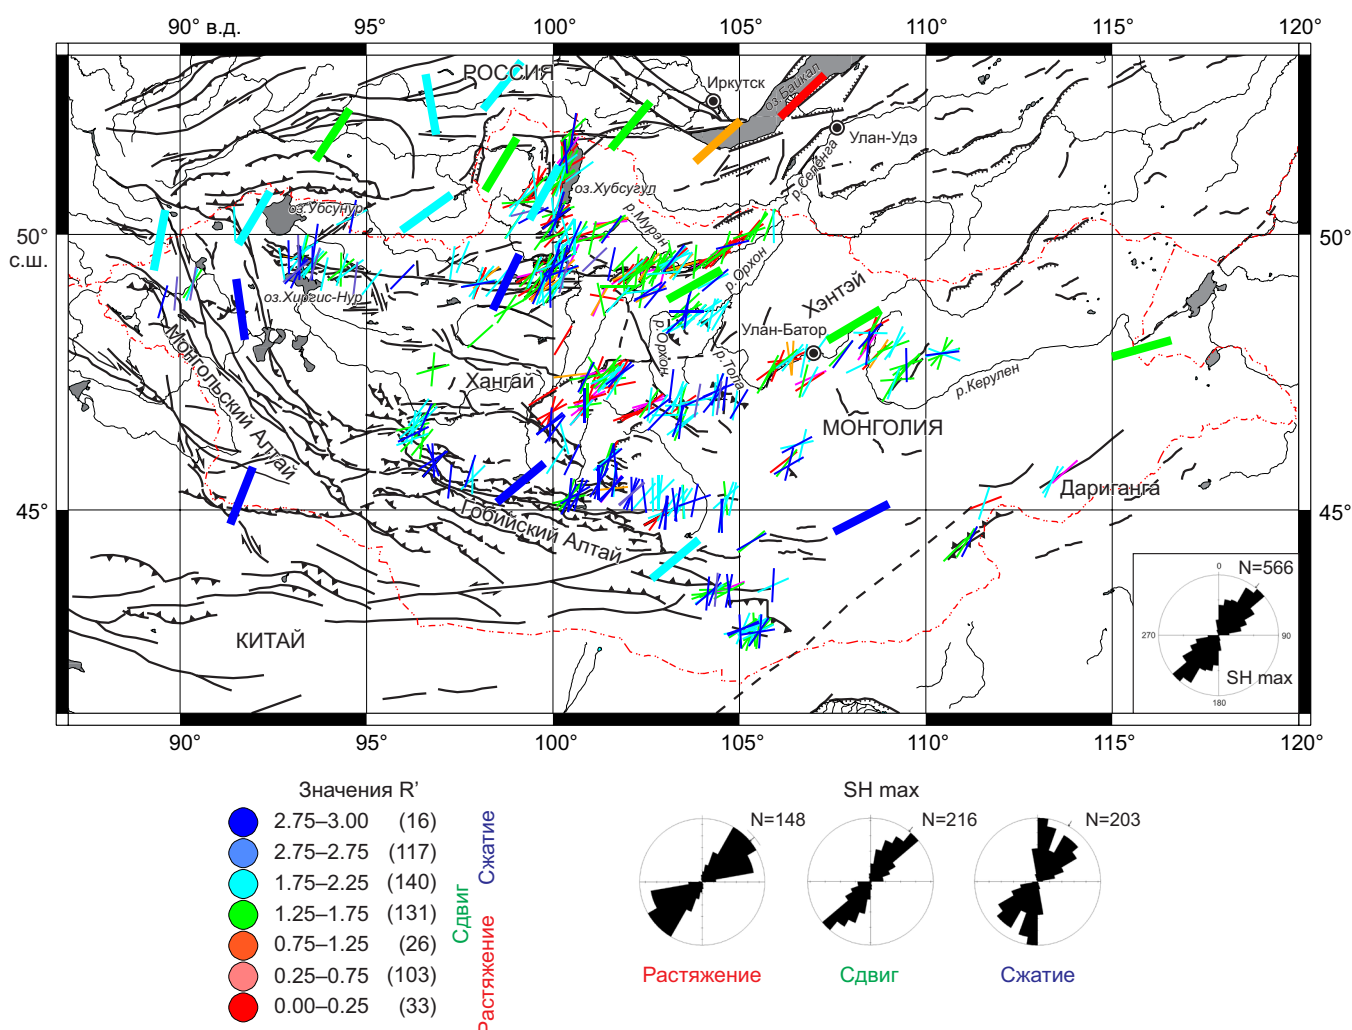 90° в.д.
95°
100°
105°
110°
115°
120°
РОССИЯ
Иркутск
оз.Байкал
Улан-Удэ
р.Селенга
оз.Хубсугул
оз.Убсунур
р.Мурэн
50°
с.ш.
50°
р.Орхон
оз.Хиргис-Нур
Хэнтэй
Улан-Батор
р.Орхон
р.Тола
Монгольский Алтай
Хангай
р.Керулен
МОНГОЛИЯ
Дариганга
45°
45°
Гобийский Алтай
КИТАЙ
0
N=566
270
90
SH max
180
90°
95°
100°
105°
110°
115°
120°
Значения R’
2.75–3.00 (16)
2.75–2.75 (117)
1.75–2.25 (140)
1.25–1.75 (131)
0.75–1.25 (26)
0.25–0.75 (103)
0.00–0.25 (33)
Сжатие
Сдвиг
Растяжение
SH max
N=148
N=216
N=203
Растяжение
Сдвиг
Сжатие